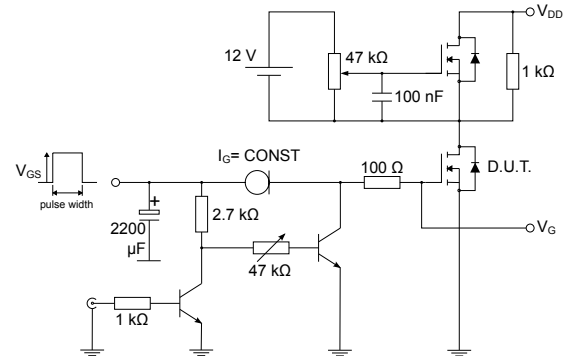 V_DD
12 V
47 kΩ
1 kΩ
100 nF
I_G= CONST
100 Ω
D.U.T.
V_GS
pulse width
+
2200
μF
2.7 kΩ
47 kΩ
V_G
1 kΩ